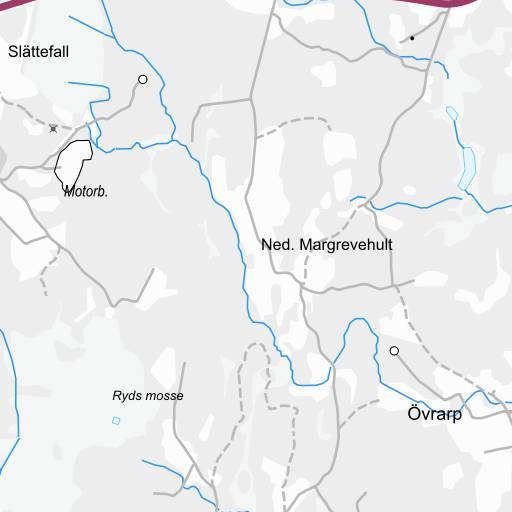 Slättefall
Motorb.
Ned. Margrevehult
Ryds mosse
Övrarp